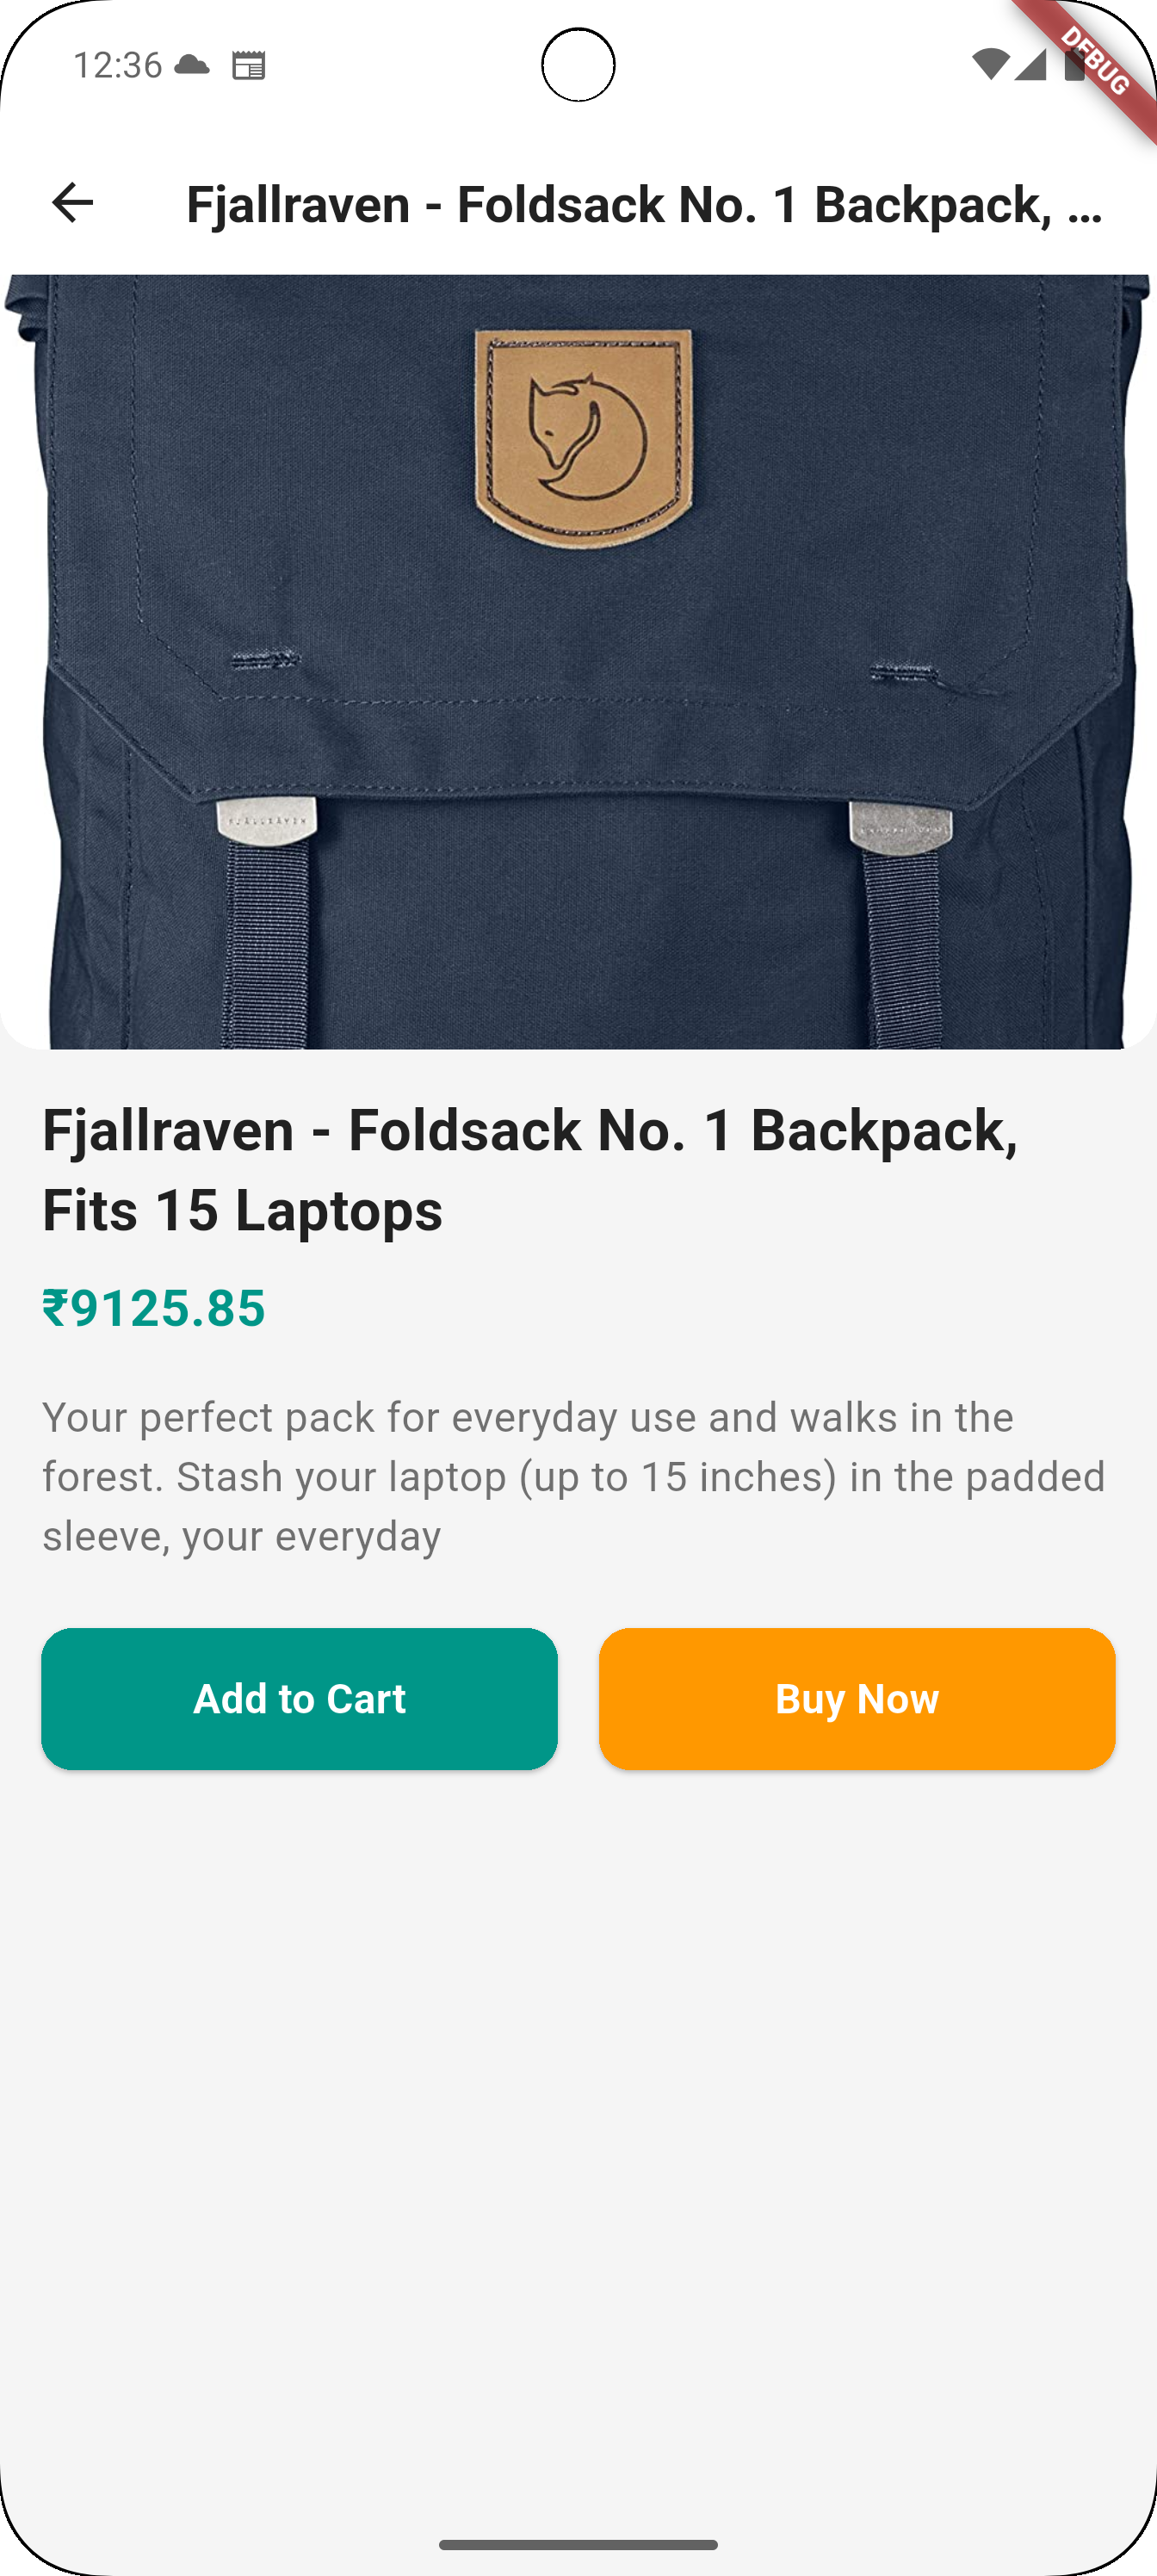 12:36
DEBUG
Fjallraven - Foldsack No. 1 Backpack, ...
FJÄLLRÄVEN
Fjallraven - Foldsack No. 1 Backpack,
Fits 15 Laptops
₹9125.85
Your perfect pack for everyday use and walks in the
forest. Stash your laptop (up to 15 inches) in the padded
sleeve, your everyday
Add to Cart
Buy Now